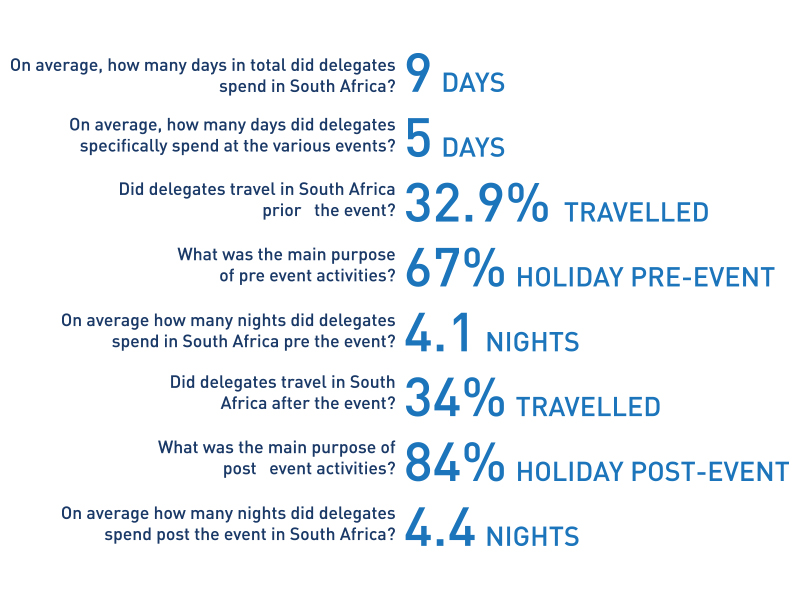 On average, how many days in total did delegates
spend in South Africa?
9 DAYS
On average, how many days did delegates
specifically spend at the various events?
5 DAYS
Did delegates travel in South Africa
prior the event?
32.9% TRAVELLED
What was the main purpose
of pre event activities?
67% HOLIDAY PRE-EVENT
On average how many nights did delegates
spend in South Africa pre the event?
4.1 NIGHTS
Did delegates travel in South
Africa after the event?
34% TRAVELLED
What was the main purpose of
post event activities?
84% HOLIDAY POST-EVENT
On average how many nights did delegates
spend post the event in South Africa?
4.4 NIGHTS